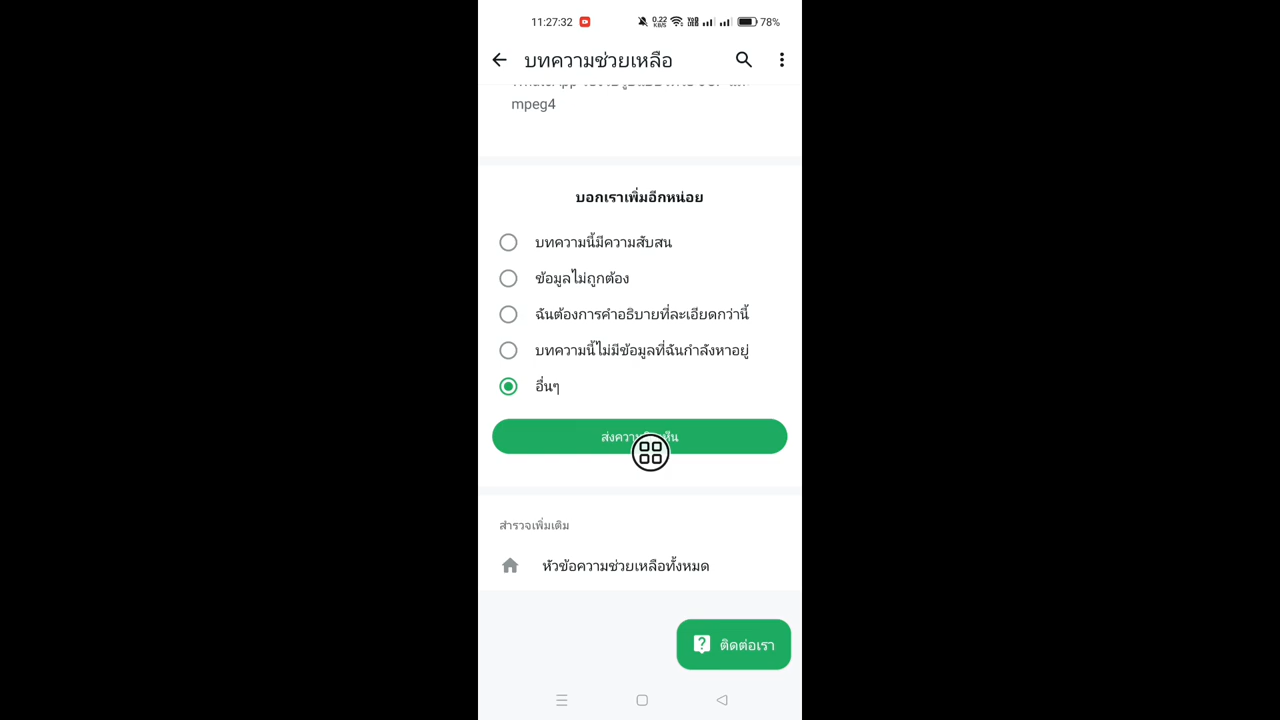 11:27:32 0.22 KB/S 78%
บทความช่วยเหลือ
mpeg4
บอกเราเพิ่มอีกหน่อย
บทความนี้มีความสับสน
ข้อมูลไม่ถูกต้อง
ฉันต้องการคำอธิบายที่ละเอียดกว่านี้
บทความนี้ไม่มีข้อมูลที่ฉันกำลังหาอยู่
อื่นๆ
สำรวจเพิ่มเติม
หัวข้อความช่วยเหลือทั้งหมด
ติดต่อเรา